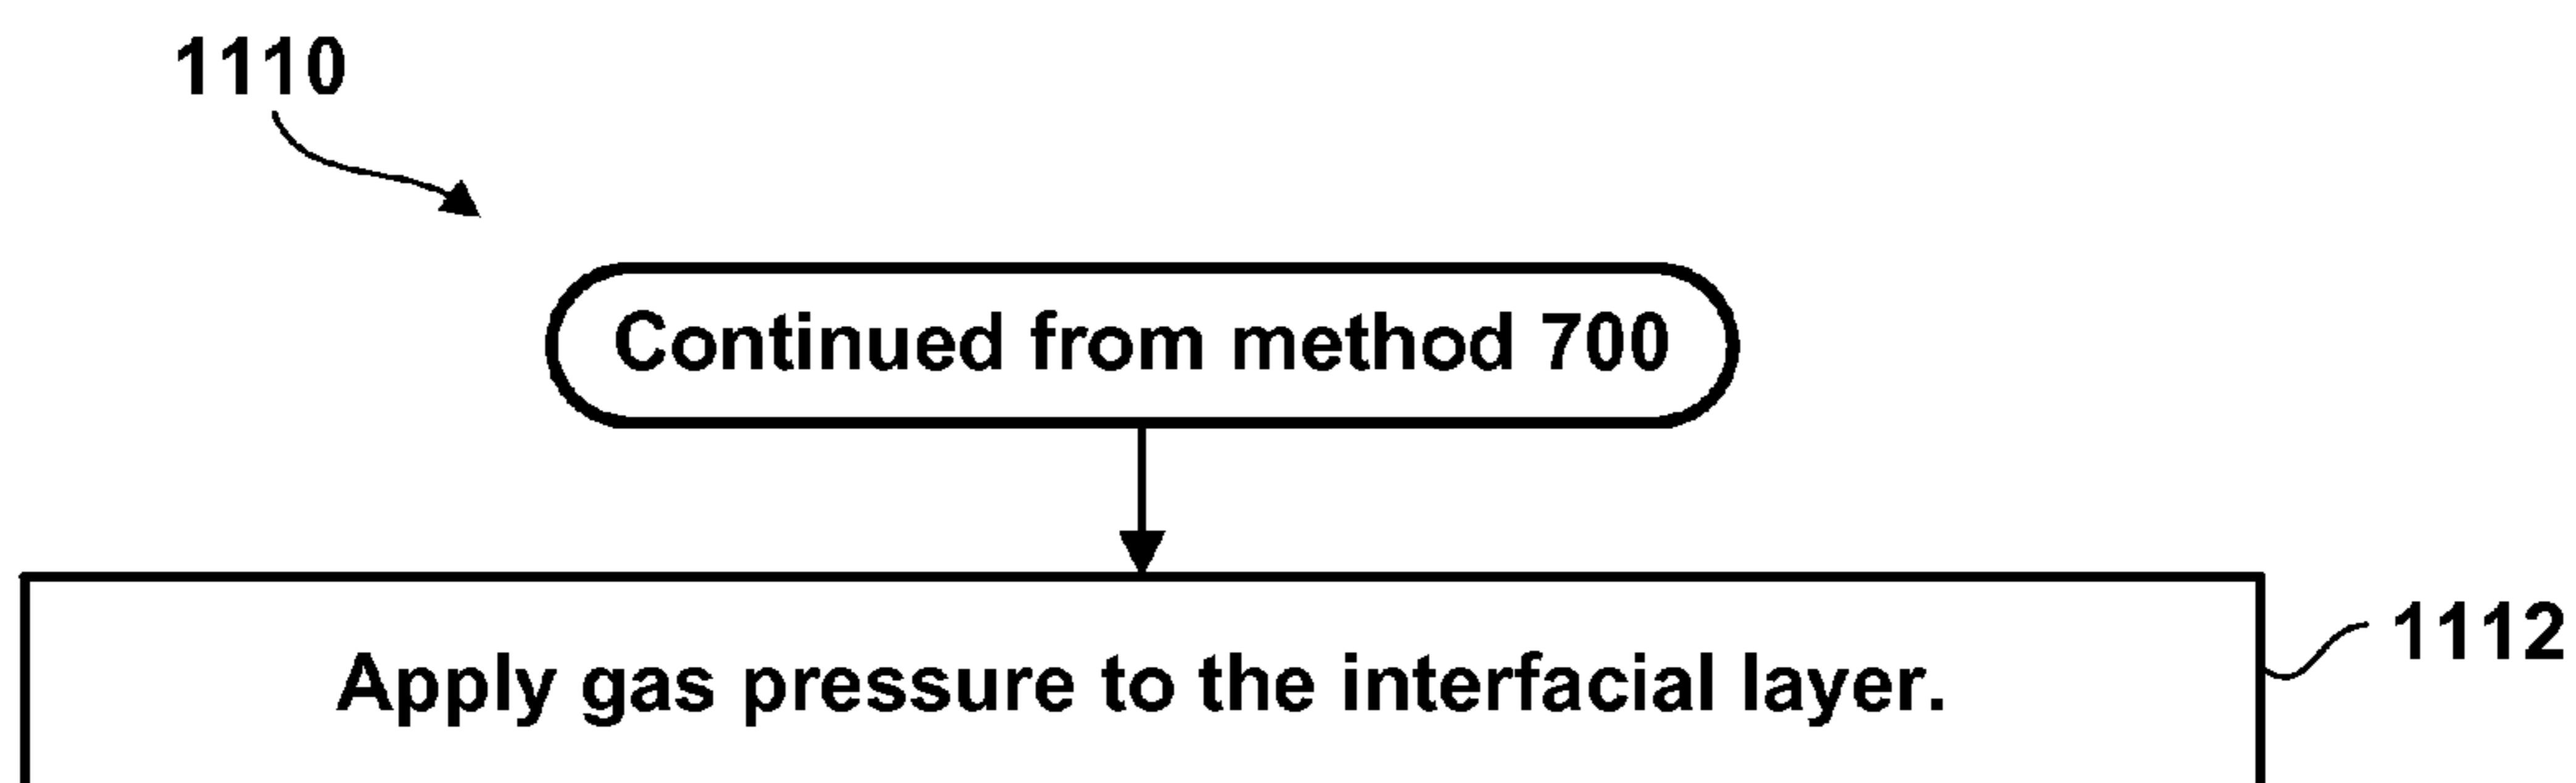 1110
Continued from method 700
1112
Apply gas pressure to the interfacial layer.